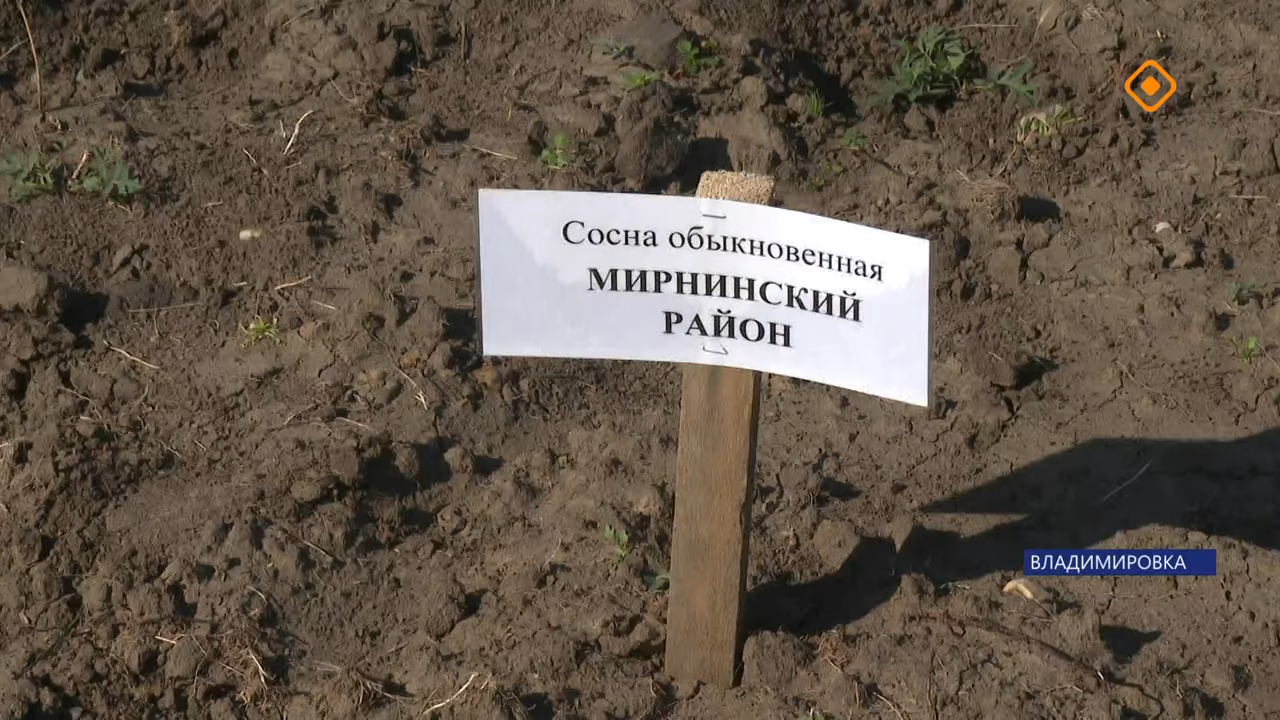 Сосна обыкновенная
МИРНИНСКИЙ
РАЙОН
ВЛАДИМИРОВКА